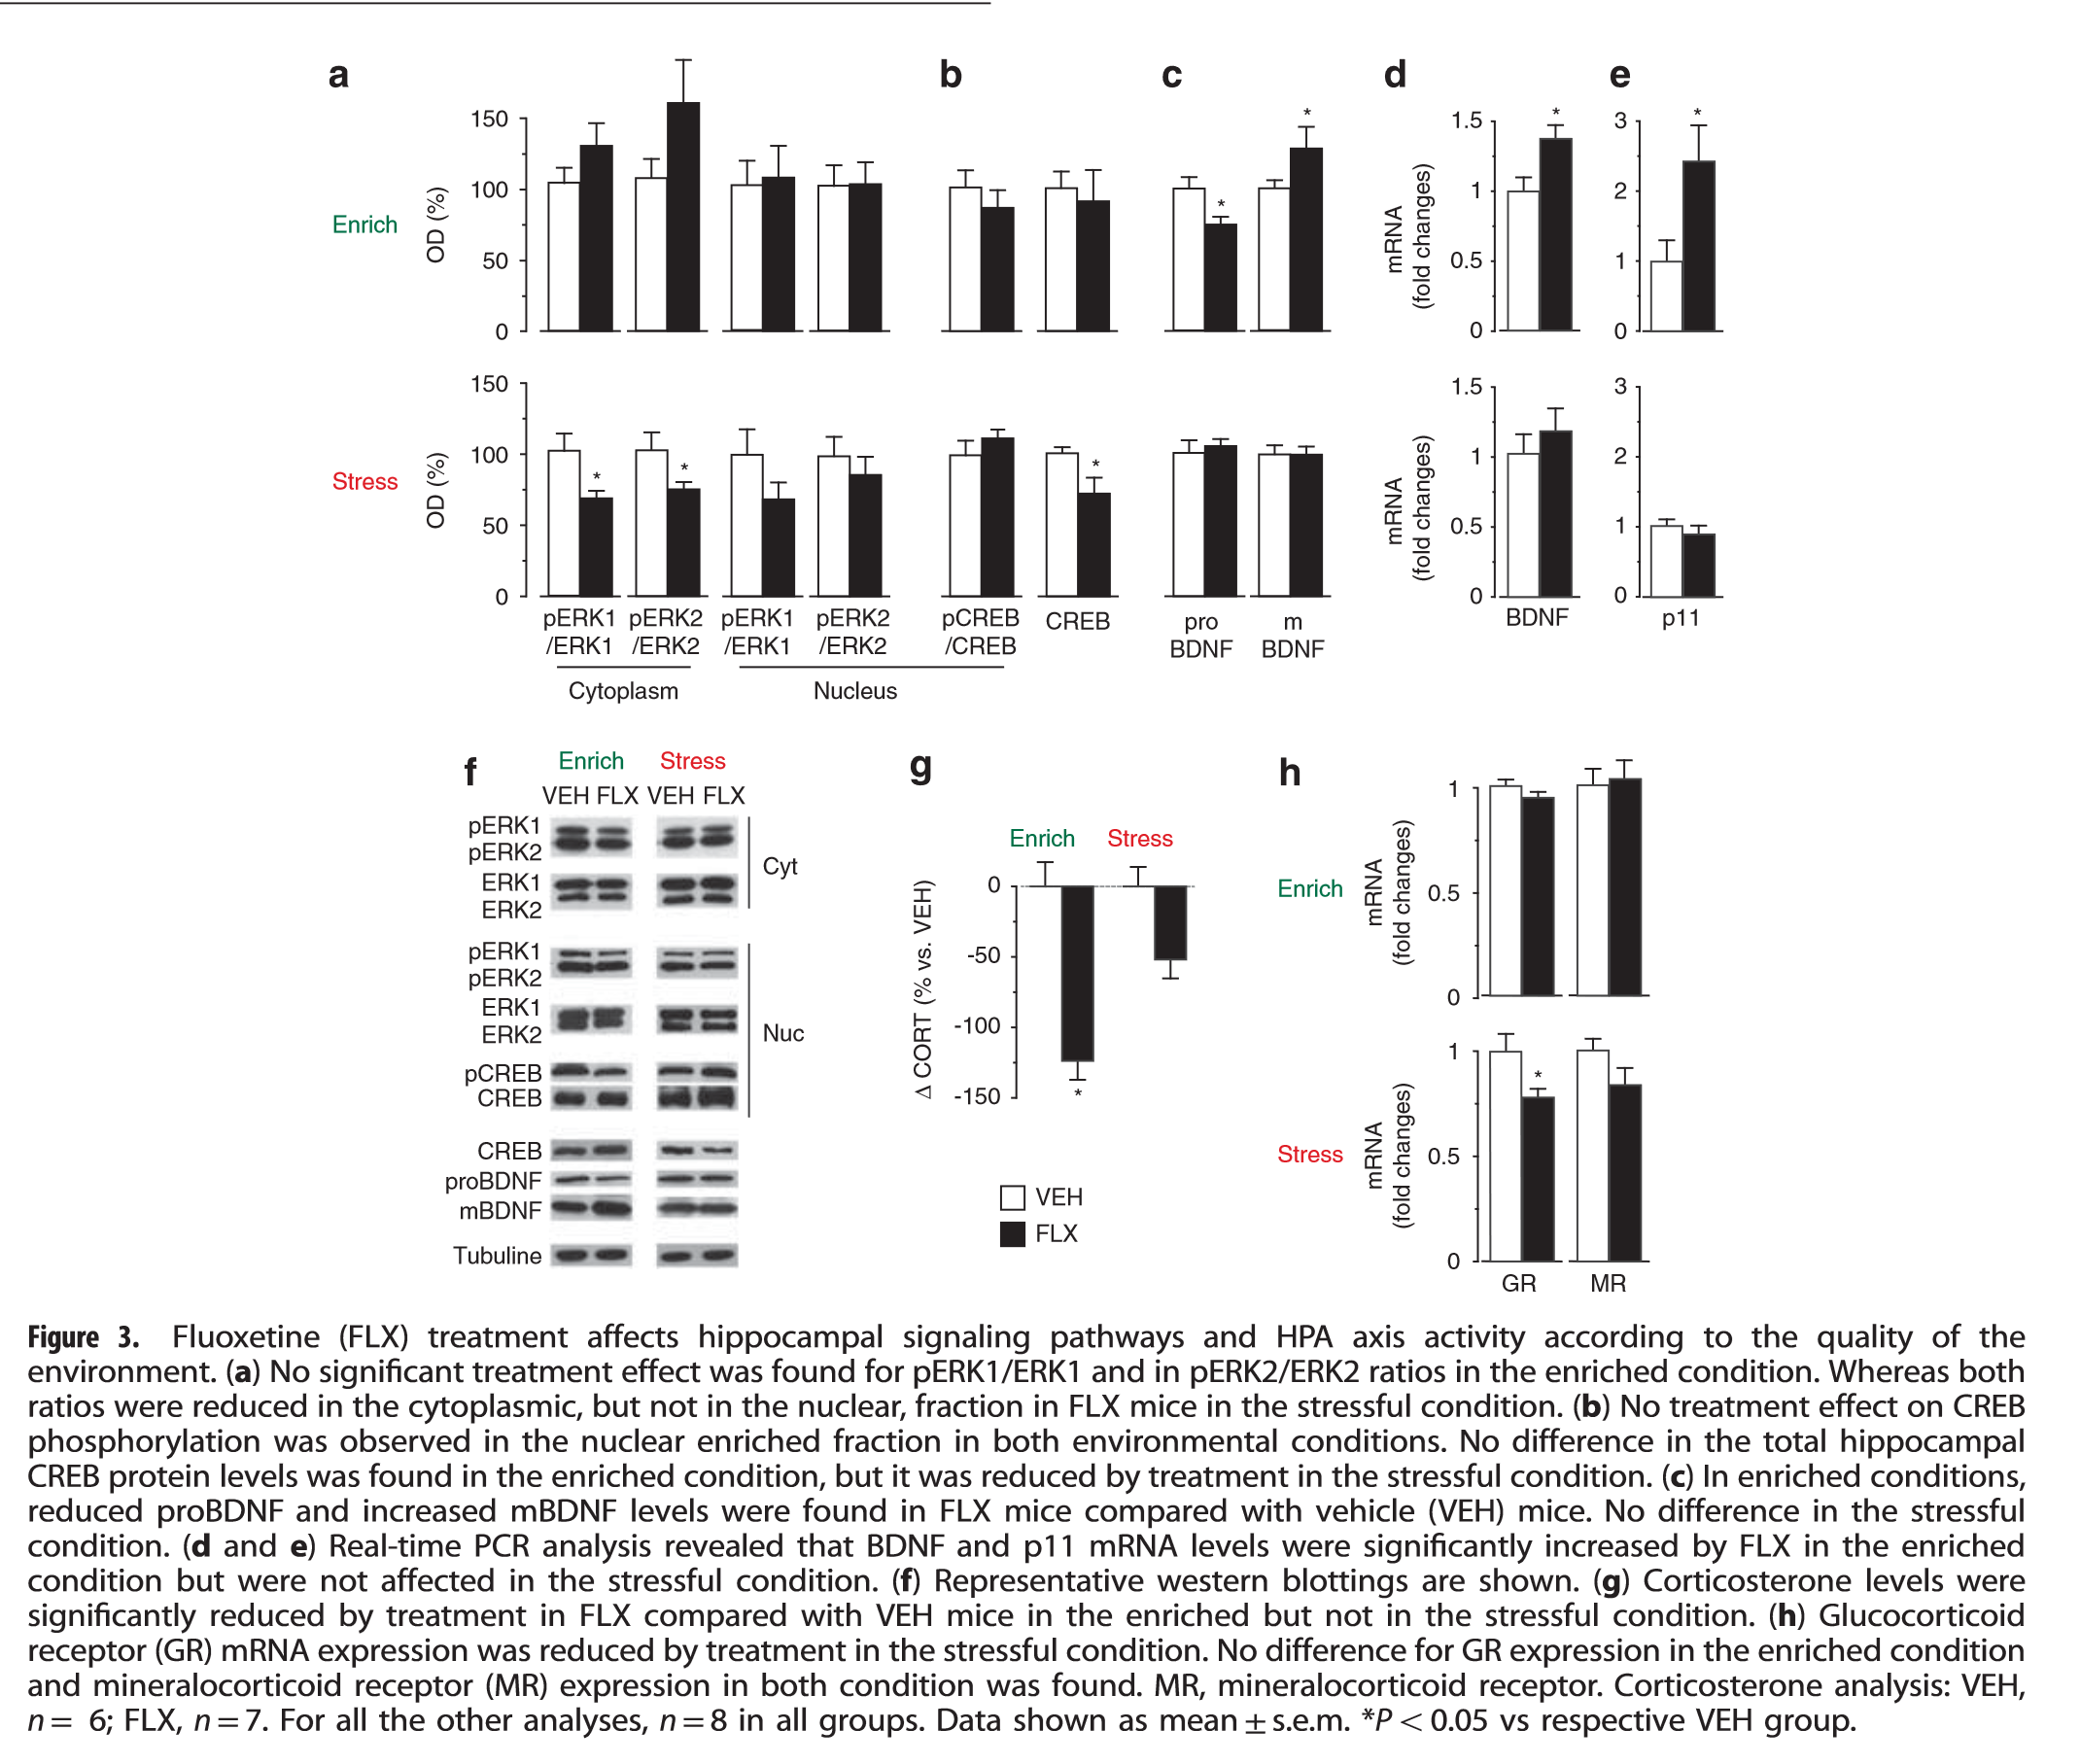 a
b
c
d
e
Enrich
OD (%)
150
100
50
0
mRNA
(fold changes)
1.5
1
0.5
0
3
2
1
0
*
*
*
*
Stress
OD (%)
150
100
50
0
mRNA
(fold changes)
1.5
1
0.5
0
3
2
1
0
*
*
*
pERK1
/ERK1
pERK2
/ERK2
pERK1
/ERK1
pERK2
/ERK2
pCREB
/CREB
CREB
pro
BDNF
m
BDNF
BDNF
p11
Cytoplasm
Nucleus
f
Enrich Stress
VEH FLX VEH FLX
pERK1
pERK2
ERK1
ERK2
Cyt
pERK1
pERK2
ERK1
ERK2
pCREB
CREB
Nuc
CREB
proBDNF
mBDNF
Tubuline
g
Enrich Stress
Δ CORT (% vs. VEH)
0
-50
-100
-150
*
VEH
FLX
h
Enrich
mRNA
(fold changes)
1
0.5
0
Stress
mRNA
(fold changes)
1
0.5
0
*
GR
MR
Figure 3. Fluoxetine (FLX) treatment affects hippocampal signaling pathways and HPA axis activity according to the quality of the
environment. (a) No significant treatment effect was found for pERK1/ERK1 and in pERK2/ERK2 ratios in the enriched condition. Whereas both
ratios were reduced in the cytoplasmic, but not in the nuclear, fraction in FLX mice in the stressful condition. (b) No treatment effect on CREB
phosphorylation was observed in the nuclear enriched fraction in both environmental conditions. No difference in the total hippocampal
CREB protein levels was found in the enriched condition, but it was reduced by treatment in the stressful condition. (c) In enriched conditions,
reduced proBDNF and increased mBDNF levels were found in FLX mice compared with vehicle (VEH) mice. No difference in the stressful
condition. (d and e) Real-time PCR analysis revealed that BDNF and p11 mRNA levels were significantly increased by FLX in the enriched
condition but were not affected in the stressful condition. (f) Representative western blottings are shown. (g) Corticosterone levels were
significantly reduced by treatment in FLX compared with VEH mice in the enriched but not in the stressful condition. (h) Glucocorticoid
receptor (GR) mRNA expression was reduced by treatment in the stressful condition. No difference for GR expression in the enriched condition
and mineralocorticoid receptor (MR) expression in both condition was found. MR, mineralocorticoid receptor. Corticosterone analysis: VEH,
n = 6; FLX, n = 7. For all the other analyses, n = 8 in all groups. Data shown as mean ± s.e.m. *P < 0.05 vs respective VEH group.